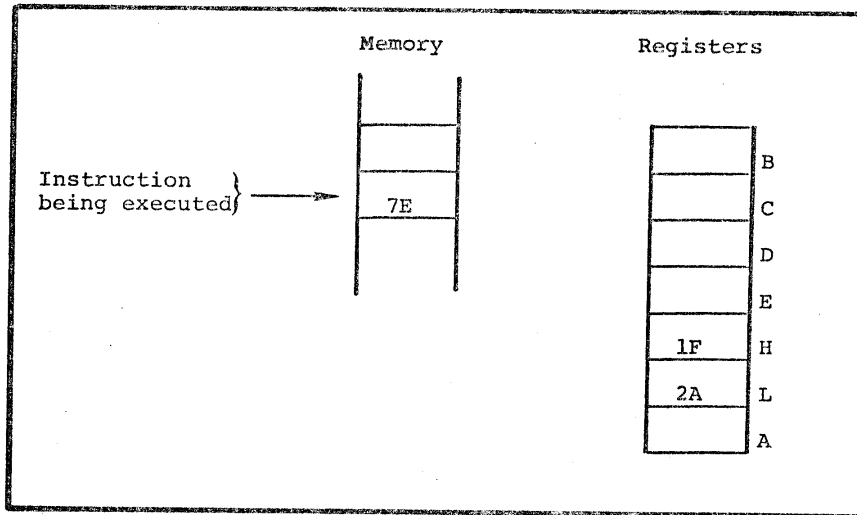 Memory
Registers
Instruction
being executed
7E
B
C
D
E
1F H
2A L
A